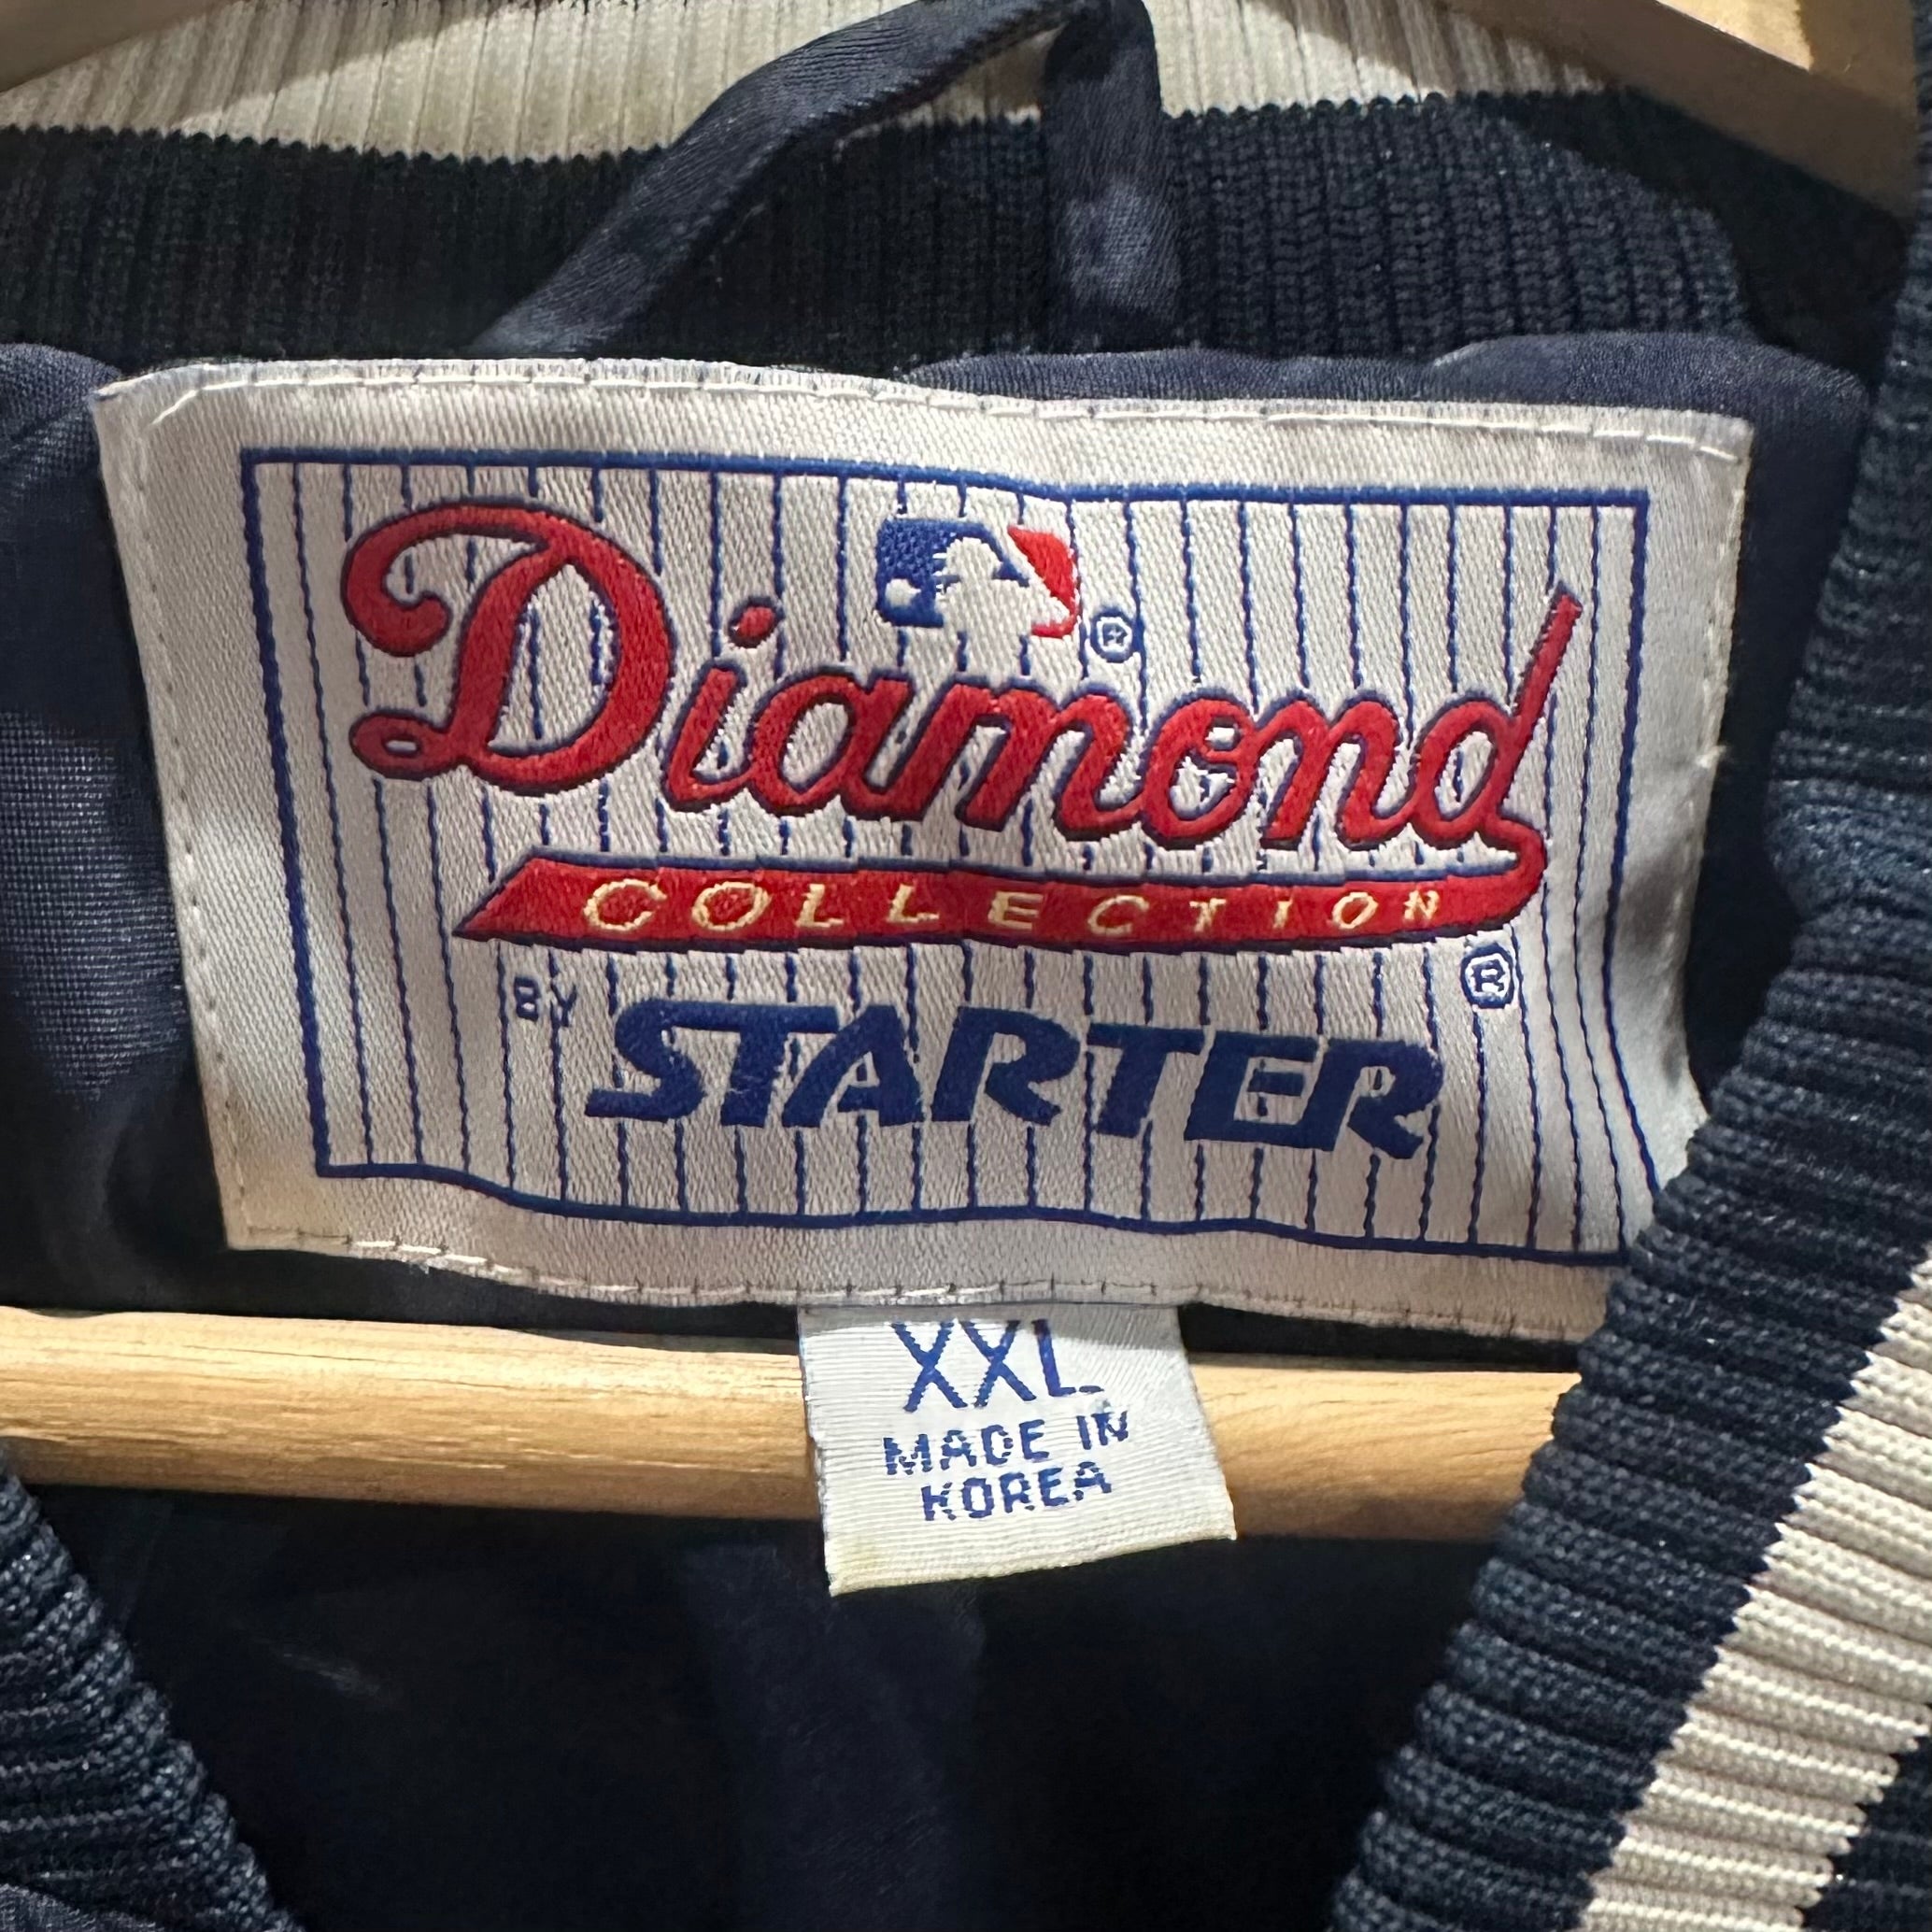 ®
Diamond
COLLECTION
®
BY STARTER
XXL
MADE IN
KOREA